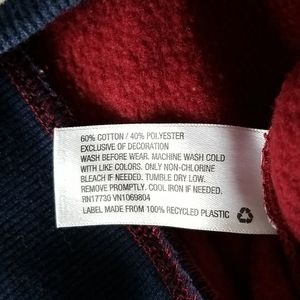 60% COTTON / 40% POLYESTER
EXCLUSIVE OF DECORATION
WASH BEFORE WEAR. MACHINE WASH COLD
WITH LIKE COLORS. ONLY NON-CHLORINE
BLEACH IF NEEDED. TUMBLE DRY LOW.
REMOVE PROMPTLY. COOL IRON IF NEEDED.
RN17730 VN1069804
LABEL MADE FROM 100% RECYCLED PLASTIC